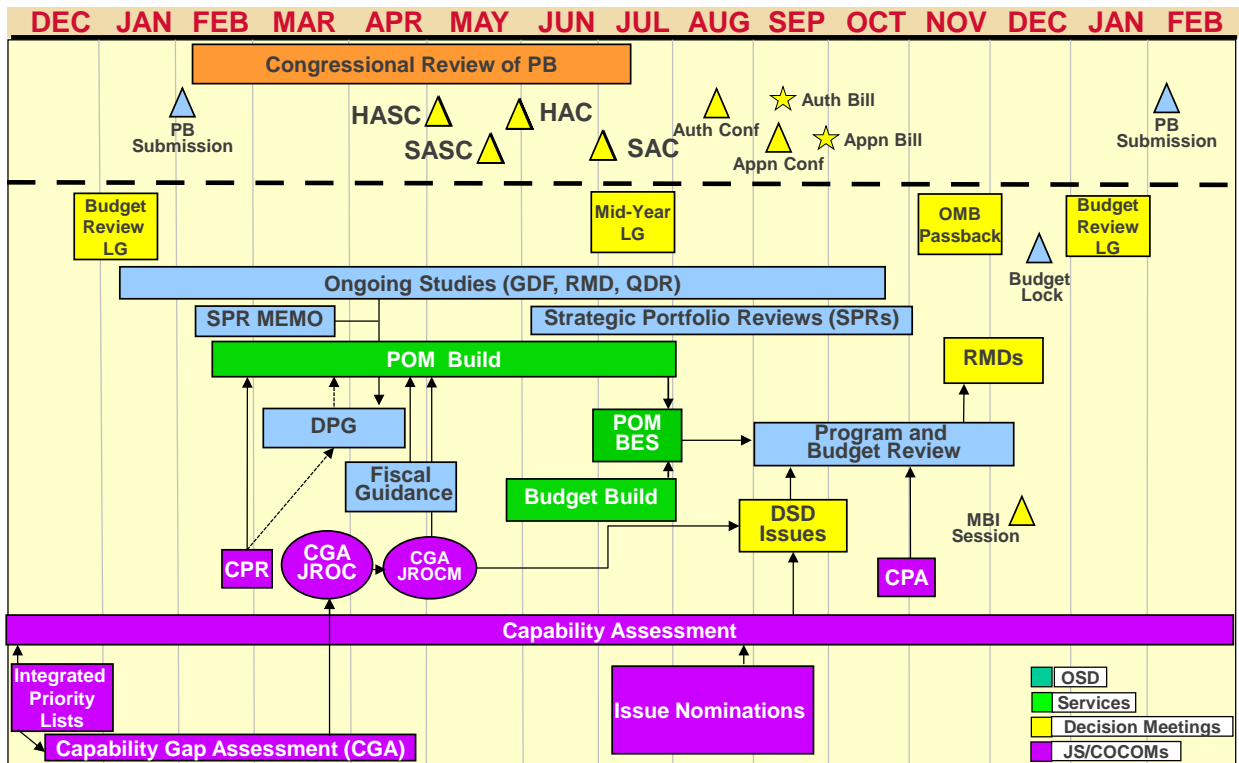 DEC JAN FEB MAR APR MAY JUN JUL AUG SEP OCT NOV DEC JAN FEB
Congressional Review of PB
PB
Submission
HASC
SASC
HAC
SAC
Auth Conf
Auth Bill
Appn Conf
Appn Bill
PB
Submission
Budget
Review
LG
Mid-Year
LG
OMB
Passback
Budget
Review
LG
Budget
Lock
Ongoing Studies (GDF, RMD, QDR)
SPR MEMO
Strategic Portfolio Reviews (SPRs)
POM Build
RMDs
DPG
POM
BES
Program and
Budget Review
Fiscal
Guidance
Budget Build
DSD
Issues
MBI
Session
CPR
CGA
JROC
CGA
JROCM
CPA
Capability Assessment
Integrated
Priority
Lists
Issue Nominations
Capability Gap Assessment (CGA)
OSD
Services
Decision Meetings
JS/COCOMs